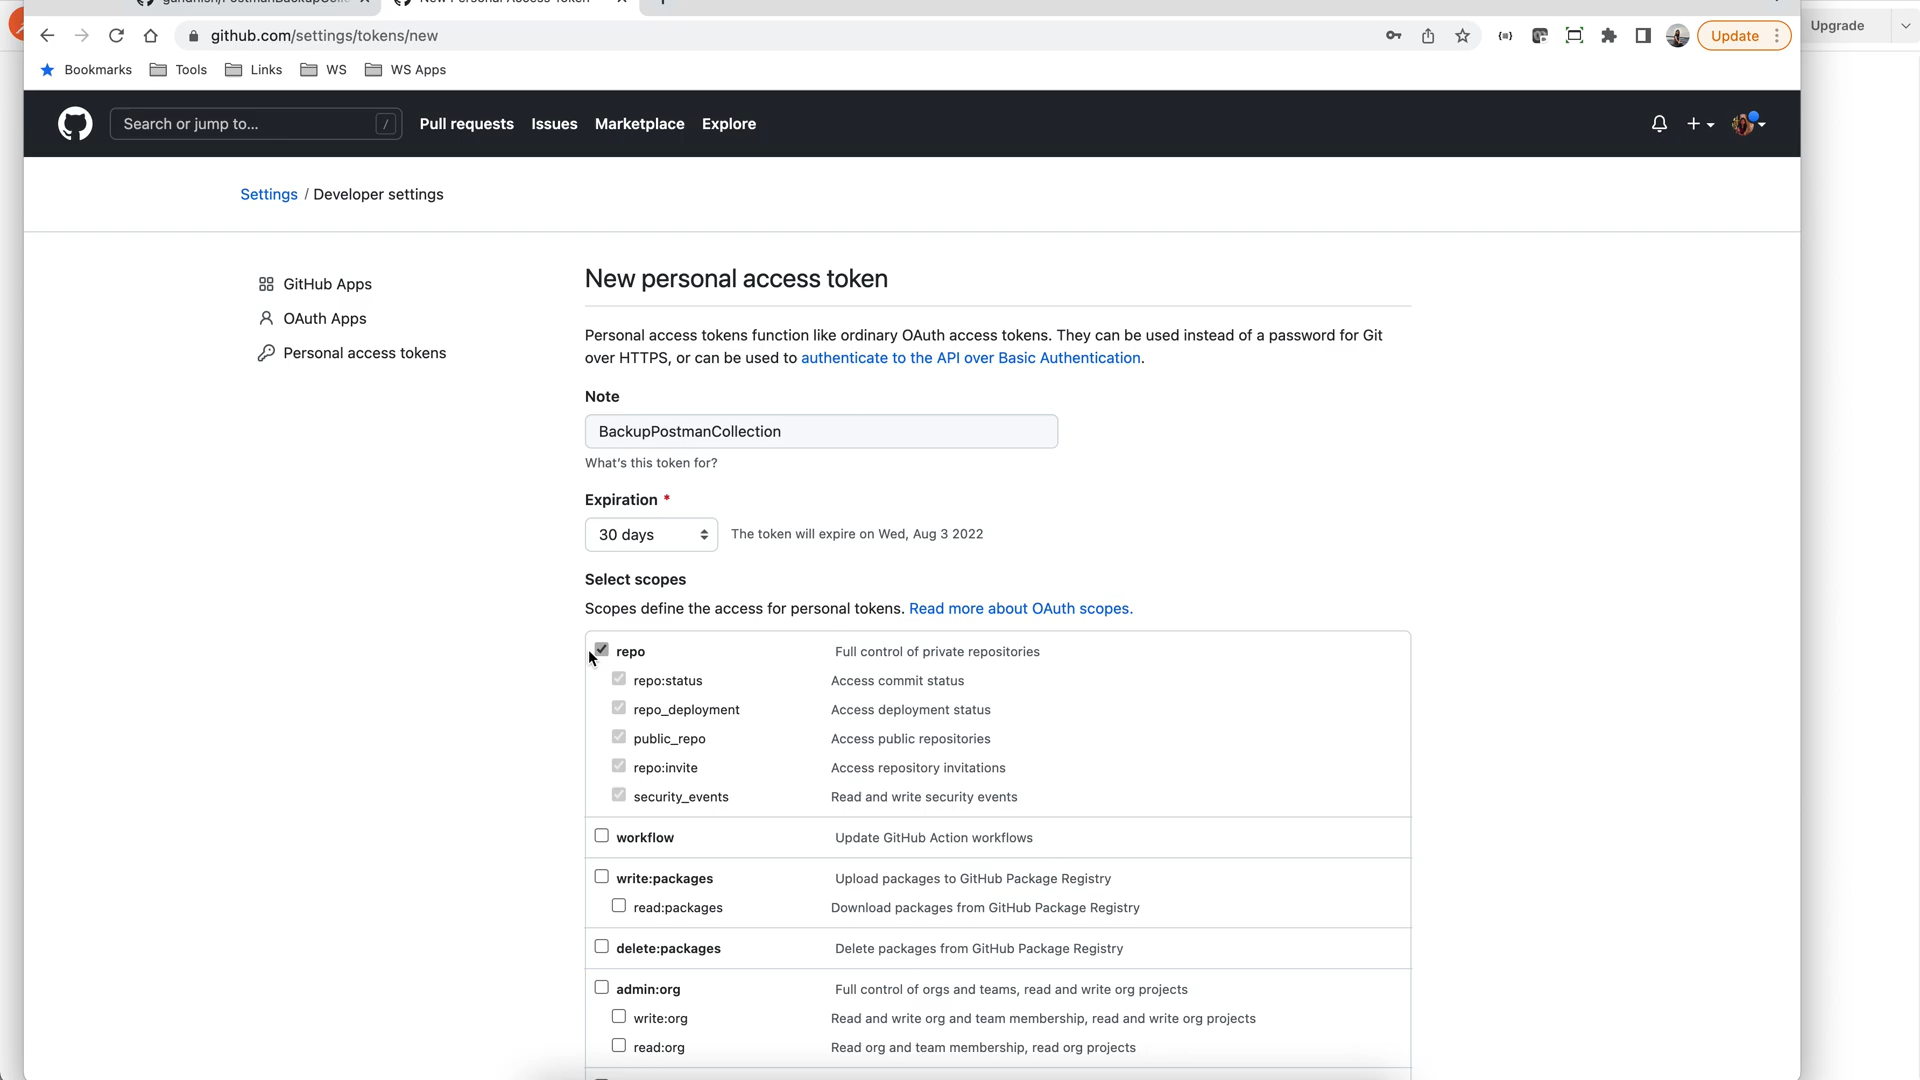 New Personal Access Token
github.com/settings/tokens/new
Update
Upgrade
Bookmarks Tools Links WS WS Apps
Search or jump to... / Pull requests Issues Marketplace Explore
Settings / Developer settings
GitHub Apps
OAuth Apps
Personal access tokens
New personal access token
Personal access tokens function like ordinary OAuth access tokens. They can be used instead of a password for Git
over HTTPS, or can be used to authenticate to the API over Basic Authentication.
Note
BackupPostmanCollection
What's this token for?
Expiration *
30 days The token will expire on Wed, Aug 3 2022
Select scopes
Scopes define the access for personal tokens. Read more about OAuth scopes.
repo Full control of private repositories
repo:status Access commit status
repo_deployment Access deployment status
public_repo Access public repositories
repo:invite Access repository invitations
security_events Read and write security events
workflow Update GitHub Action workflows
write:packages Upload packages to GitHub Package Registry
read:packages Download packages from GitHub Package Registry
delete:packages Delete packages from GitHub Package Registry
admin:org Full control of orgs and teams, read and write org projects
write:org Read and write org and team membership, read and write org projects
read:org Read org and team membership, read org projects